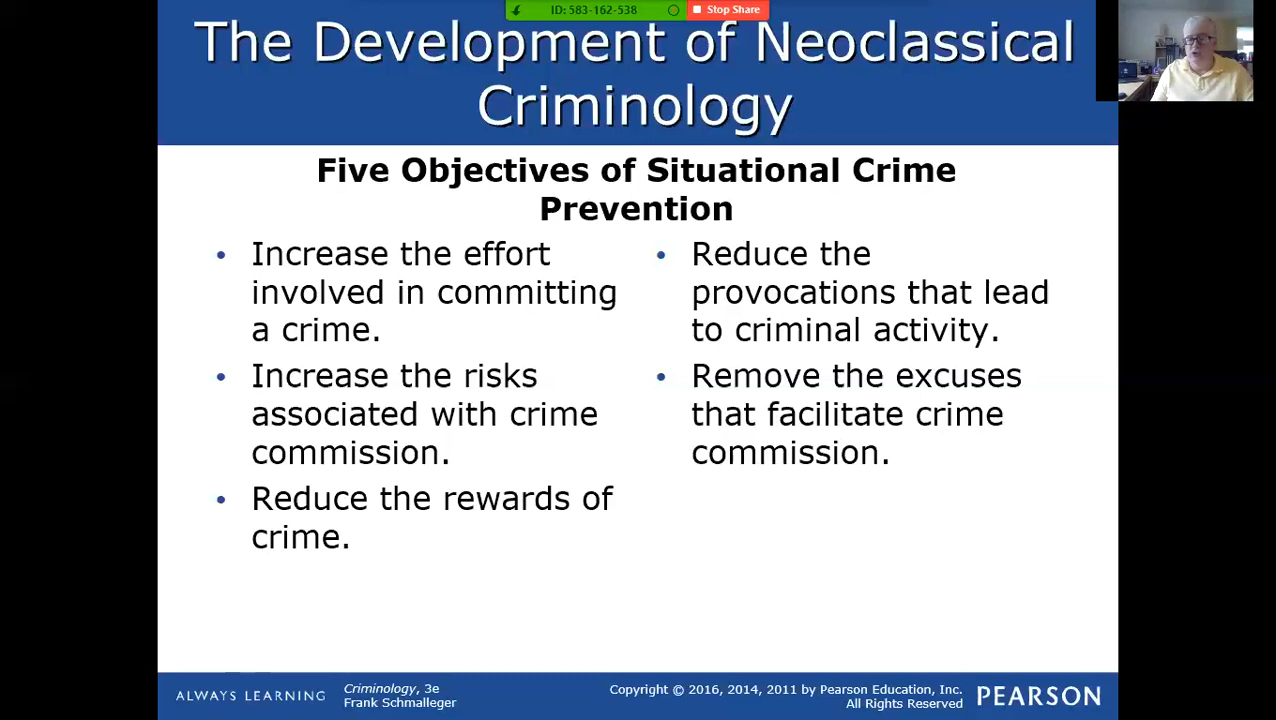 ID: 583-162-538
Stop Share
The Development of Neoclassical
Criminology
Five Objectives of Situational Crime
Prevention
• Increase the effort
involved in committing
a crime.
• Increase the risks
associated with crime
commission.
• Reduce the rewards of
crime.
• Reduce the
provocations that lead
to criminal activity.
• Remove the excuses
that facilitate crime
commission.
ALWAYS LEARNING
Criminology, 3e
Frank Schmalleger
Copyright © 2016, 2014, 2011 by Pearson Education, Inc.
All Rights Reserved
PEARSON